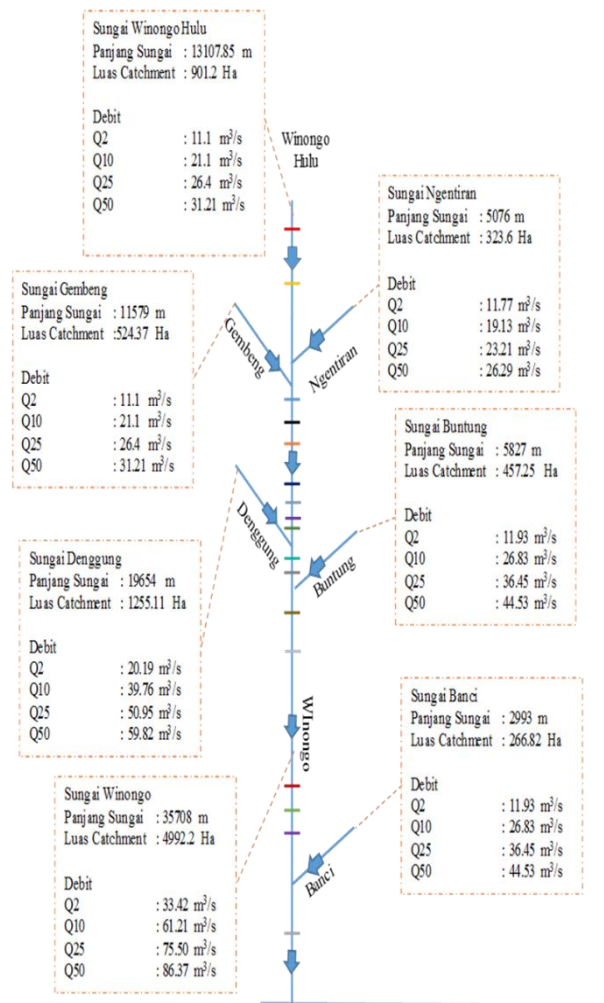 Sungai Winongo Hulu
Panjang Sungai : 13107.85 m
Luas Catchment : 901.2 Ha
Debit
Q2 : 11.1 m³/s
Q10 : 21.1 m³/s
Q25 : 26.4 m³/s
Q50 : 31.21 m³/s
Winongo
Hulu
Sungai Ngentiran
Panjang Sungai : 5076 m
Luas Catchment : 323.6 Ha
Debit
Q2 : 11.77 m³/s
Q10 : 19.13 m³/s
Q25 : 23.21 m³/s
Q50 : 26.29 m³/s
Sungai Gembeng
Panjang Sungai : 11579 m
Luas Catchment :524.37 Ha
Debit
Q2 : 11.1 m³/s
Q10 : 21.1 m³/s
Q25 : 26.4 m³/s
Q50 : 31.21 m³/s
Gembeng
Ngentiran
Sungai Buntung
Panjang Sungai : 5827 m
Luas Catchment : 457.25 Ha
Debit
Q2 : 11.93 m³/s
Q10 : 26.83 m³/s
Q25 : 36.45 m³/s
Q50 : 44.53 m³/s
Denggung
Buntung
Sungai Denggung
Panjang Sungai : 19654 m
Luas Catchment : 1255.11 Ha
Debit
Q2 : 20.19 m³/s
Q10 : 39.76 m³/s
Q25 : 50.95 m³/s
Q50 : 59.82 m³/s
WInongo
Sungai Banci
Panjang Sungai : 2993 m
Luas Catchment : 266.82 Ha
Debit
Q2 : 11.93 m³/s
Q10 : 26.83 m³/s
Q25 : 36.45 m³/s
Q50 : 44.53 m³/s
Sungai Winongo
Panjang Sungai : 35708 m
Luas Catchment : 4992.2 Ha
Debit
Q2 : 33.42 m³/s
Q10 : 61.21 m³/s
Q25 : 75.50 m³/s
Q50 : 86.37 m³/s
Banci